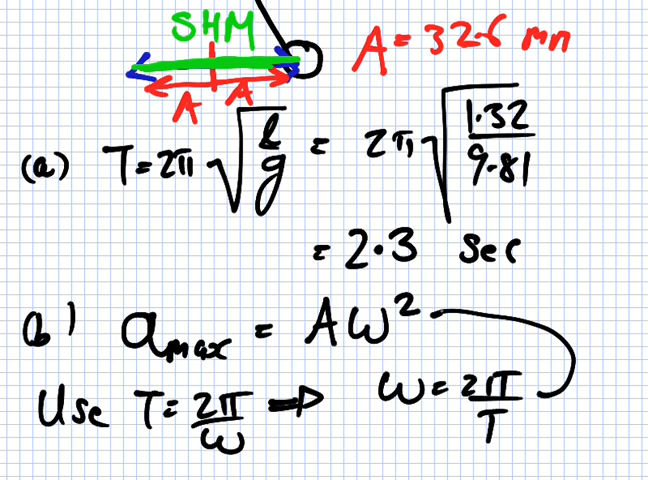 SHM
A = 32.6 mm
A A
(a) T = 2π √(l/g) = 2π √(1.32/9.81)
= 2.3 sec
b) a_max = Aω²
Use T = 2π/ω ⇒ ω = 2π/T